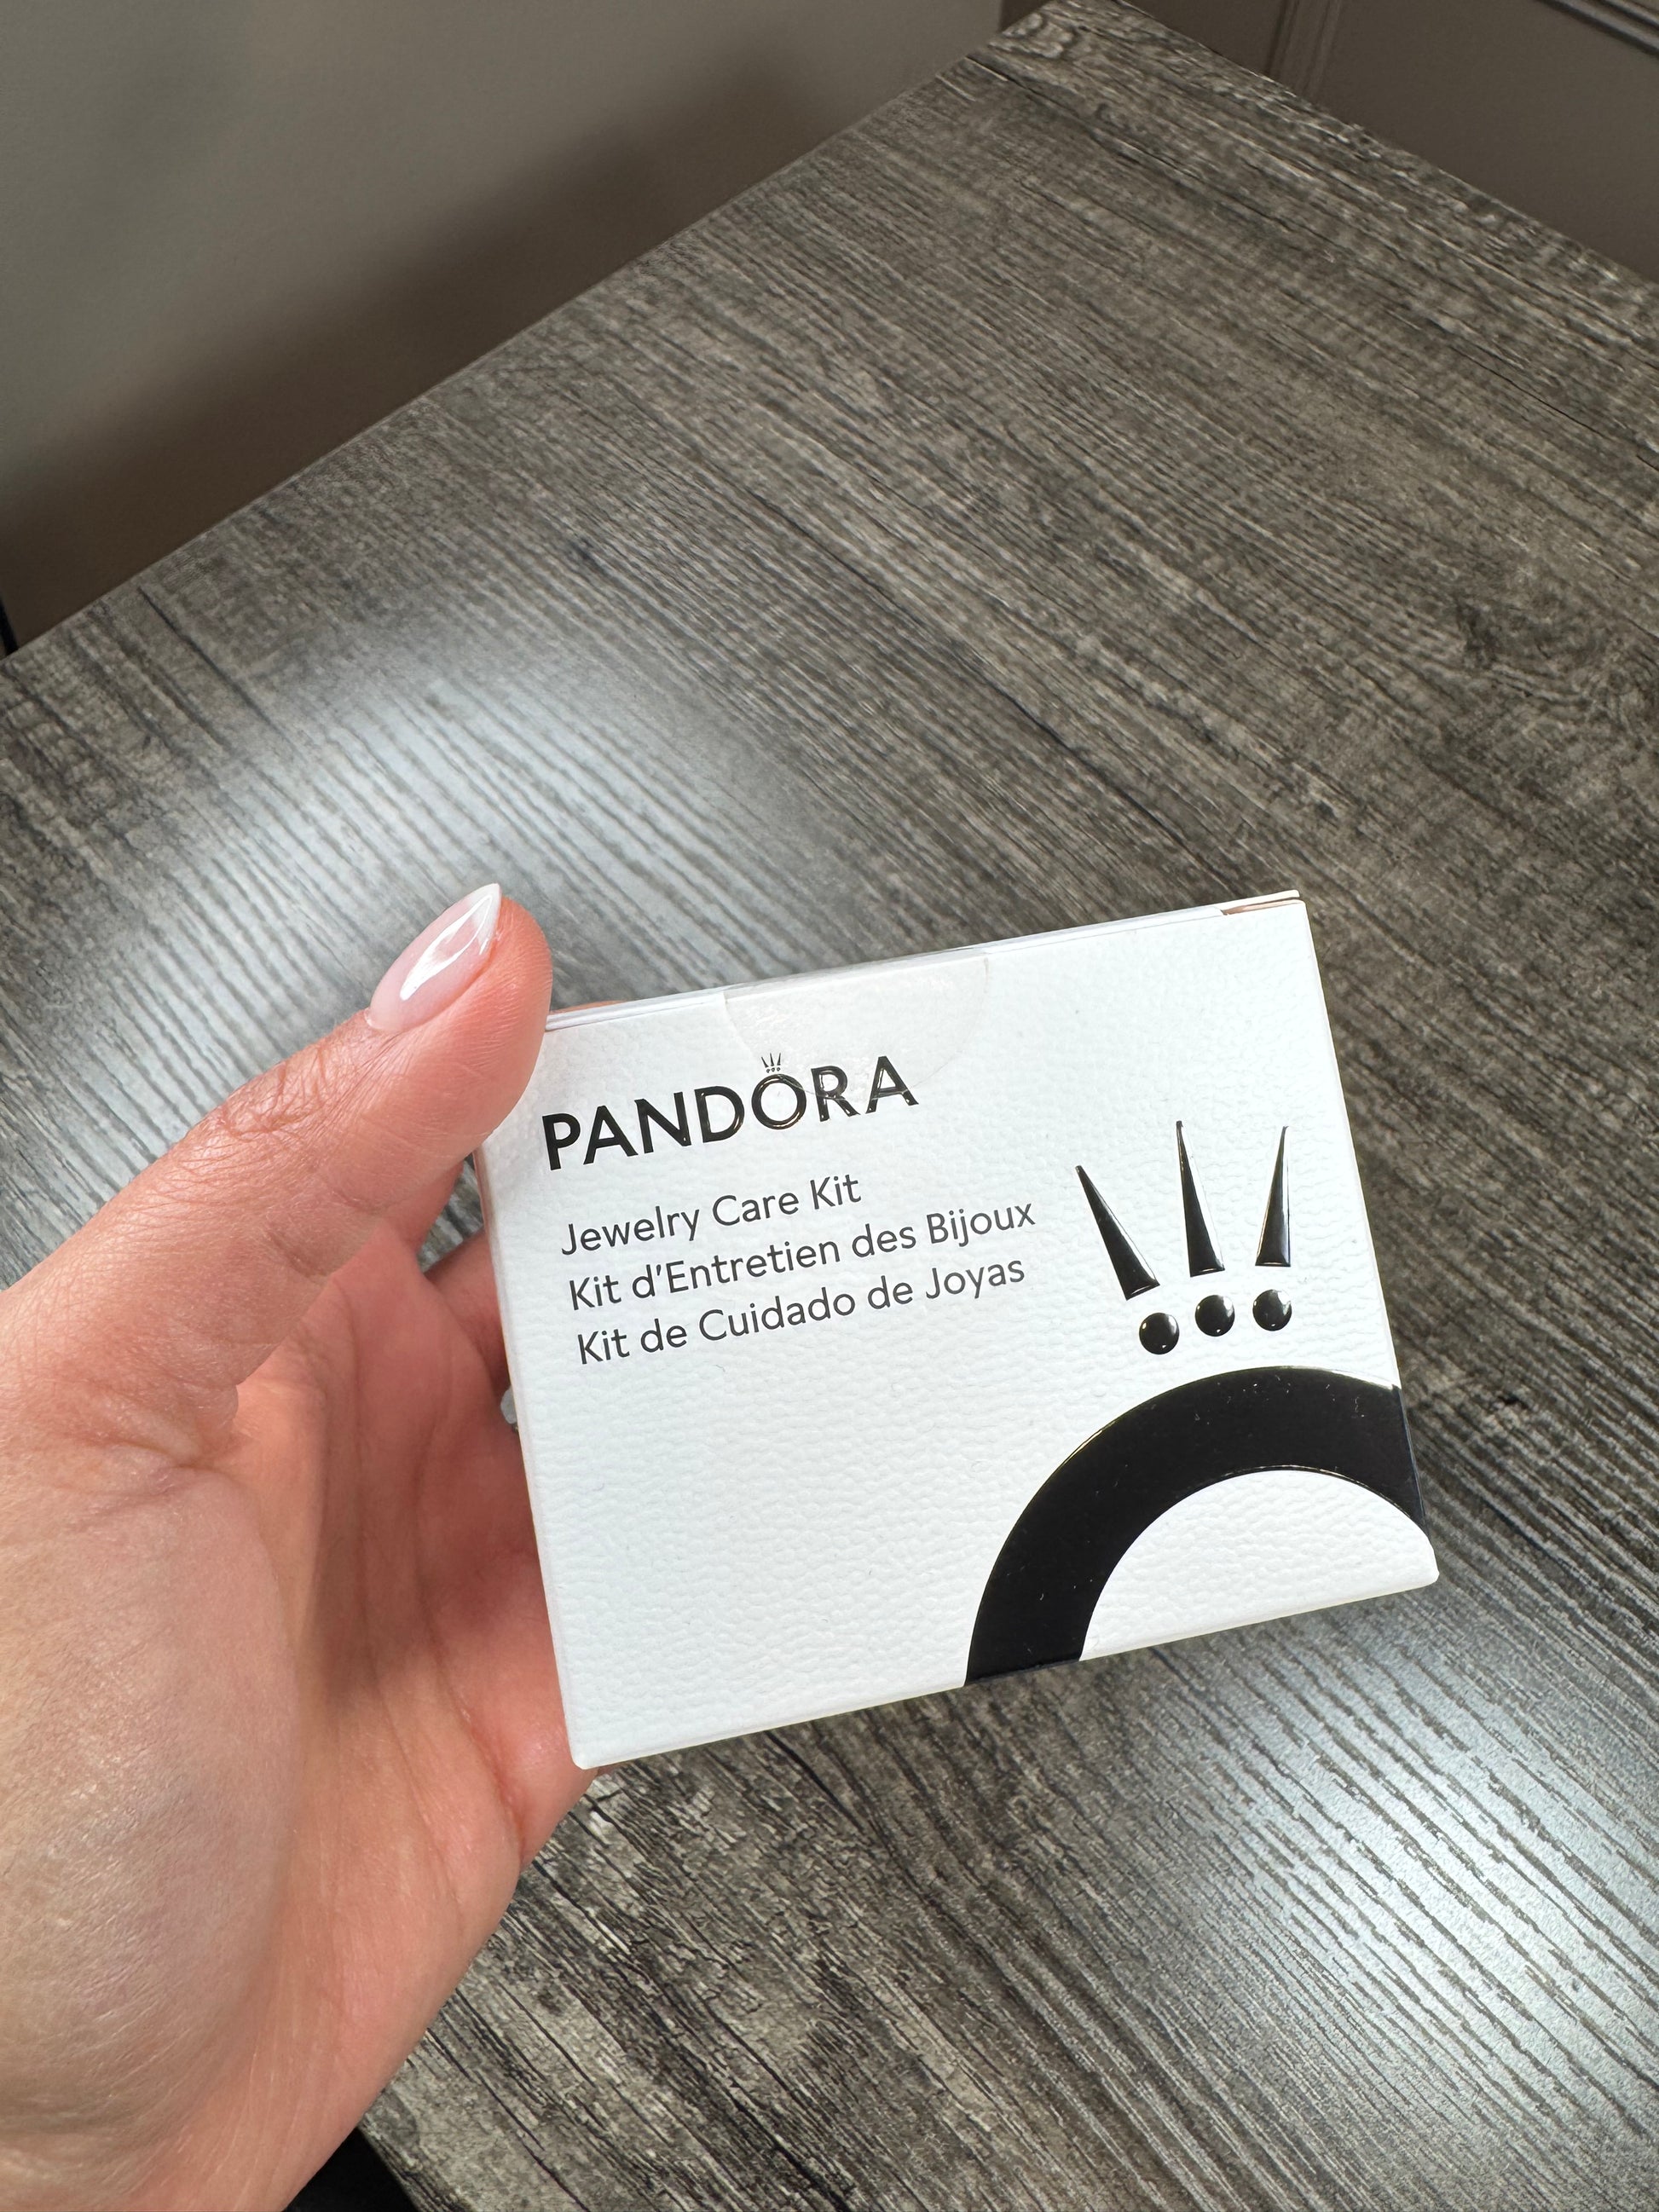 PANDORA
Jewelry Care Kit
Kit d'Entretien des Bijoux
Kit de Cuidado de Joyas